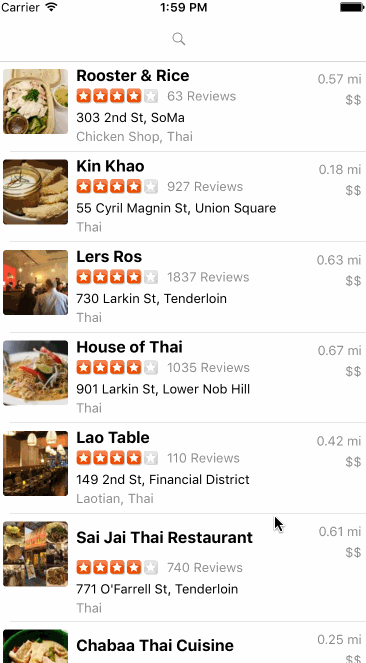 Carrier 1:59 PM
Rooster & Rice 0.57 mi
63 Reviews $$
303 2nd St, SoMa
Chicken Shop, Thai
Kin Khao 0.18 mi
927 Reviews $$
55 Cyril Magnin St, Union Square
Thai
Lers Ros 0.63 mi
1837 Reviews $$
730 Larkin St, Tenderloin
Thai
House of Thai 0.67 mi
1035 Reviews $$
901 Larkin St, Lower Nob Hill
Thai
Lao Table 0.42 mi
110 Reviews $$
149 2nd St, Financial District
Laotian, Thai
Sai Jai Thai Restaurant 0.61 mi
$$
740 Reviews
771 O'Farrell St, Tenderloin
Thai
Chabaa Thai Cuisine 0.25 mi
$$